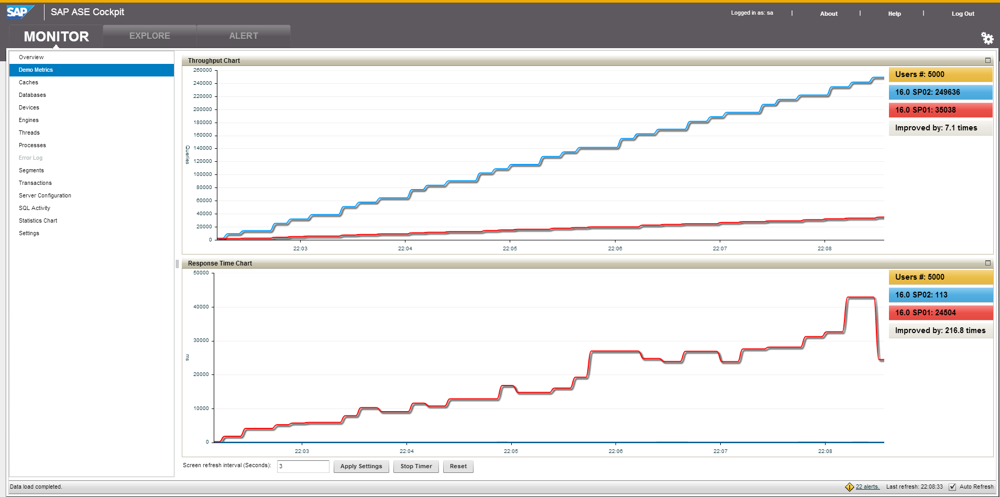 SAP
SAP ASE Cockpit
Logged in as: sa | About | Help | Log Out
MONITOR
EXPLORE
ALERT
Overview
Demo Metrics
Caches
Databases
Devices
Engines
Threads
Processes
Error Log
Segments
Transactions
Server Configuration
SQL Activity
Statistics Chart
Settings
Throughput Chart
260000
240000
220000
200000
180000
160000
140000
120000
100000
80000
60000
40000
20000
0
Queries
22:03
22:04
22:05
22:06
22:07
22:08
Users #: 5000
16.0 SP02: 249636
16.0 SP01: 35038
Improved by: 7.1 times
Response Time Chart
50000
40000
30000
20000
10000
0
ms
22:03
22:04
22:05
22:06
22:07
22:08
Users #: 5000
16.0 SP02: 113
16.0 SP01: 24504
Improved by: 216.8 times
Screen refresh interval (Seconds): 3
Apply Settings
Stop Timer
Reset
Data load completed.
22 alerts.
Last refresh: 22:08:33
Auto Refresh